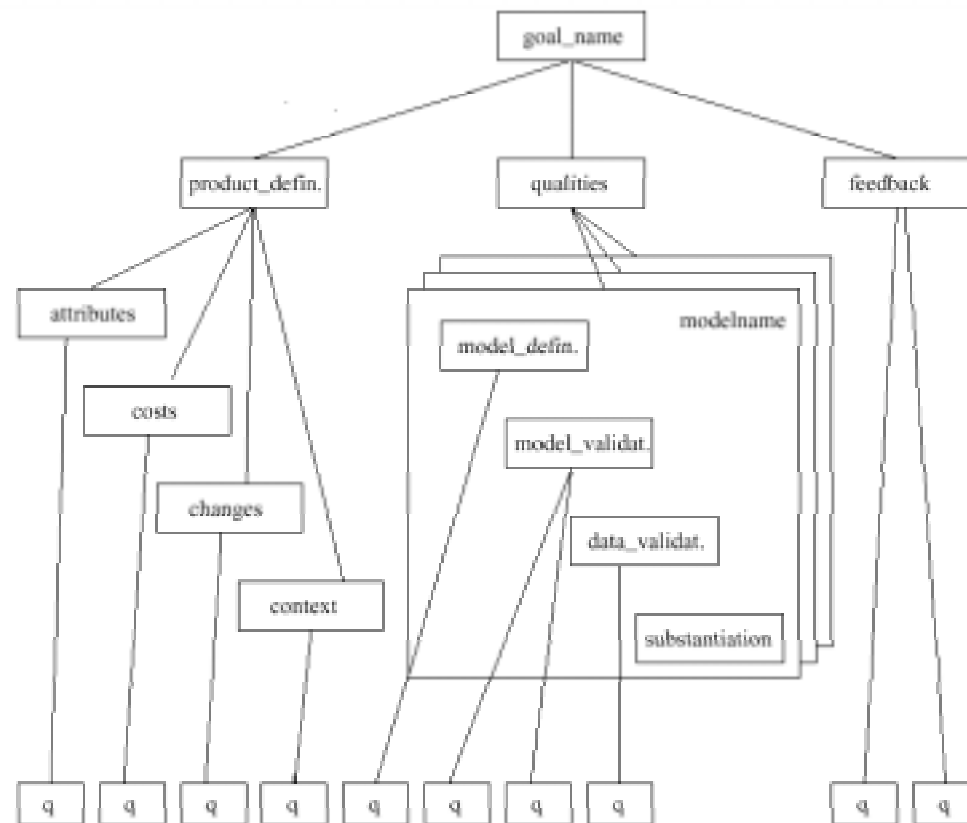 goal_name
product_defin.
qualities
feedback
attributes
modelname
model_defin.
costs
model_validat.
changes
data_validat.
context
substantiation
q
q
q
q
q
q
q
q
q
q